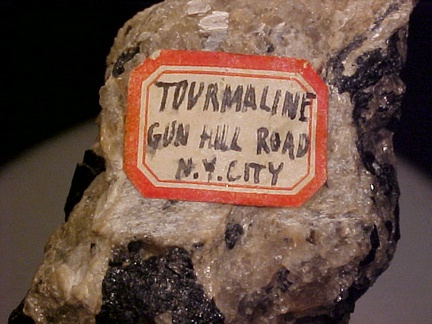 TOURMALINE
GUN HILL ROAD
N.Y. CITY